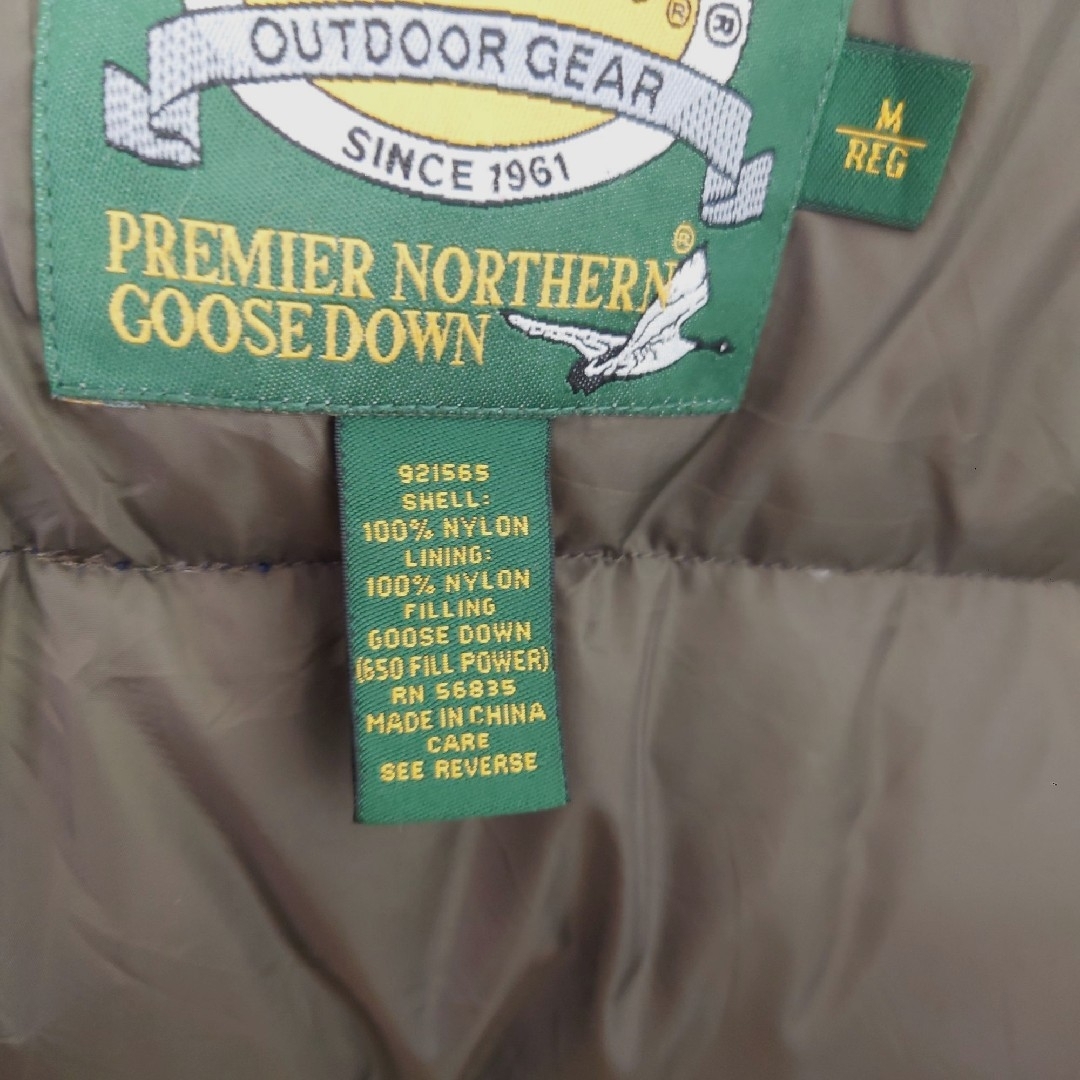 ® ®
OUTDOOR GEAR
SINCE 1961
M
REG
PREMIER NORTHERN®
GOOSE DOWN
921565
SHELL:
100% NYLON
LINING:
100% NYLON
FILLING
GOOSE DOWN
(650 FILL POWER)
RN 56835
MADE IN CHINA
CARE
SEE REVERSE